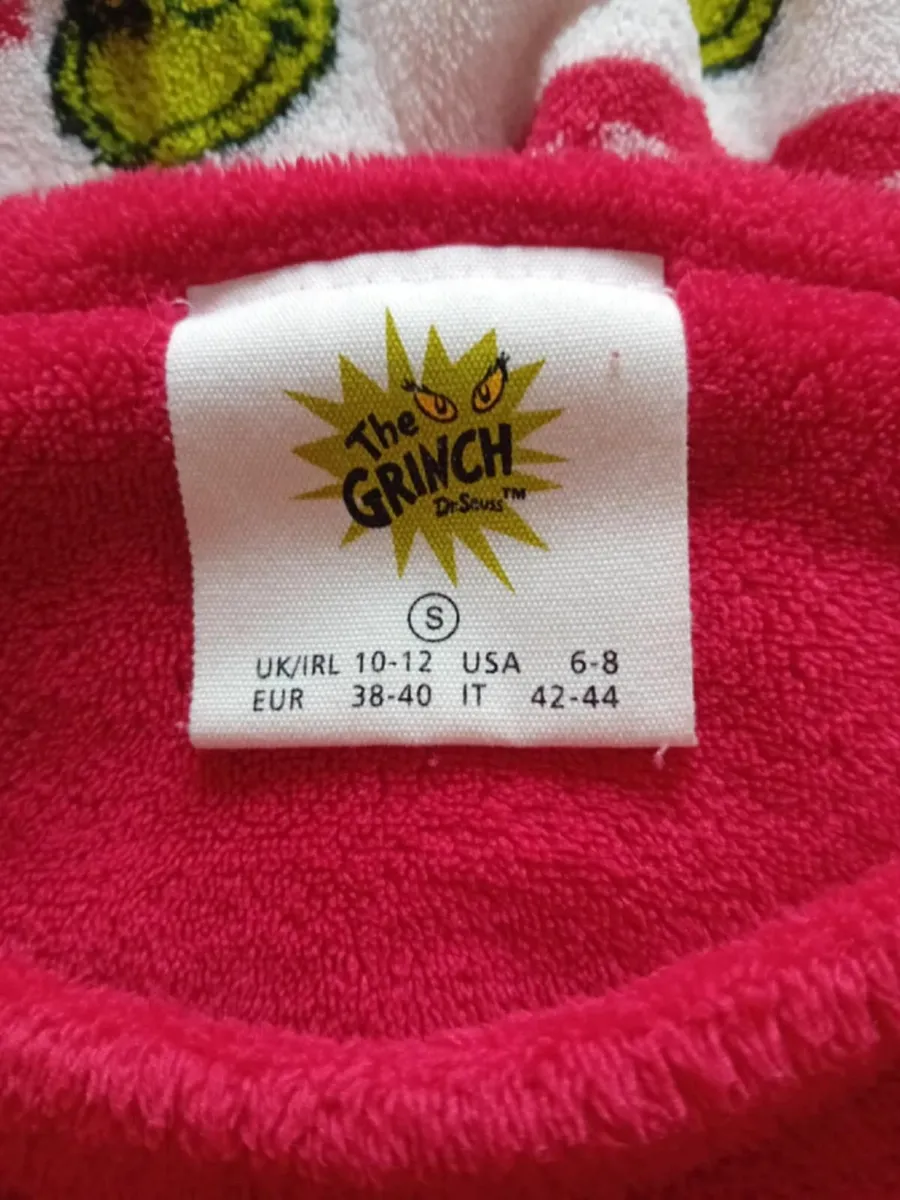 The
GRINCH
Dr. Seuss™
S
UK/IRL 10-12 USA 6-8
EUR 38-40 IT 42-44